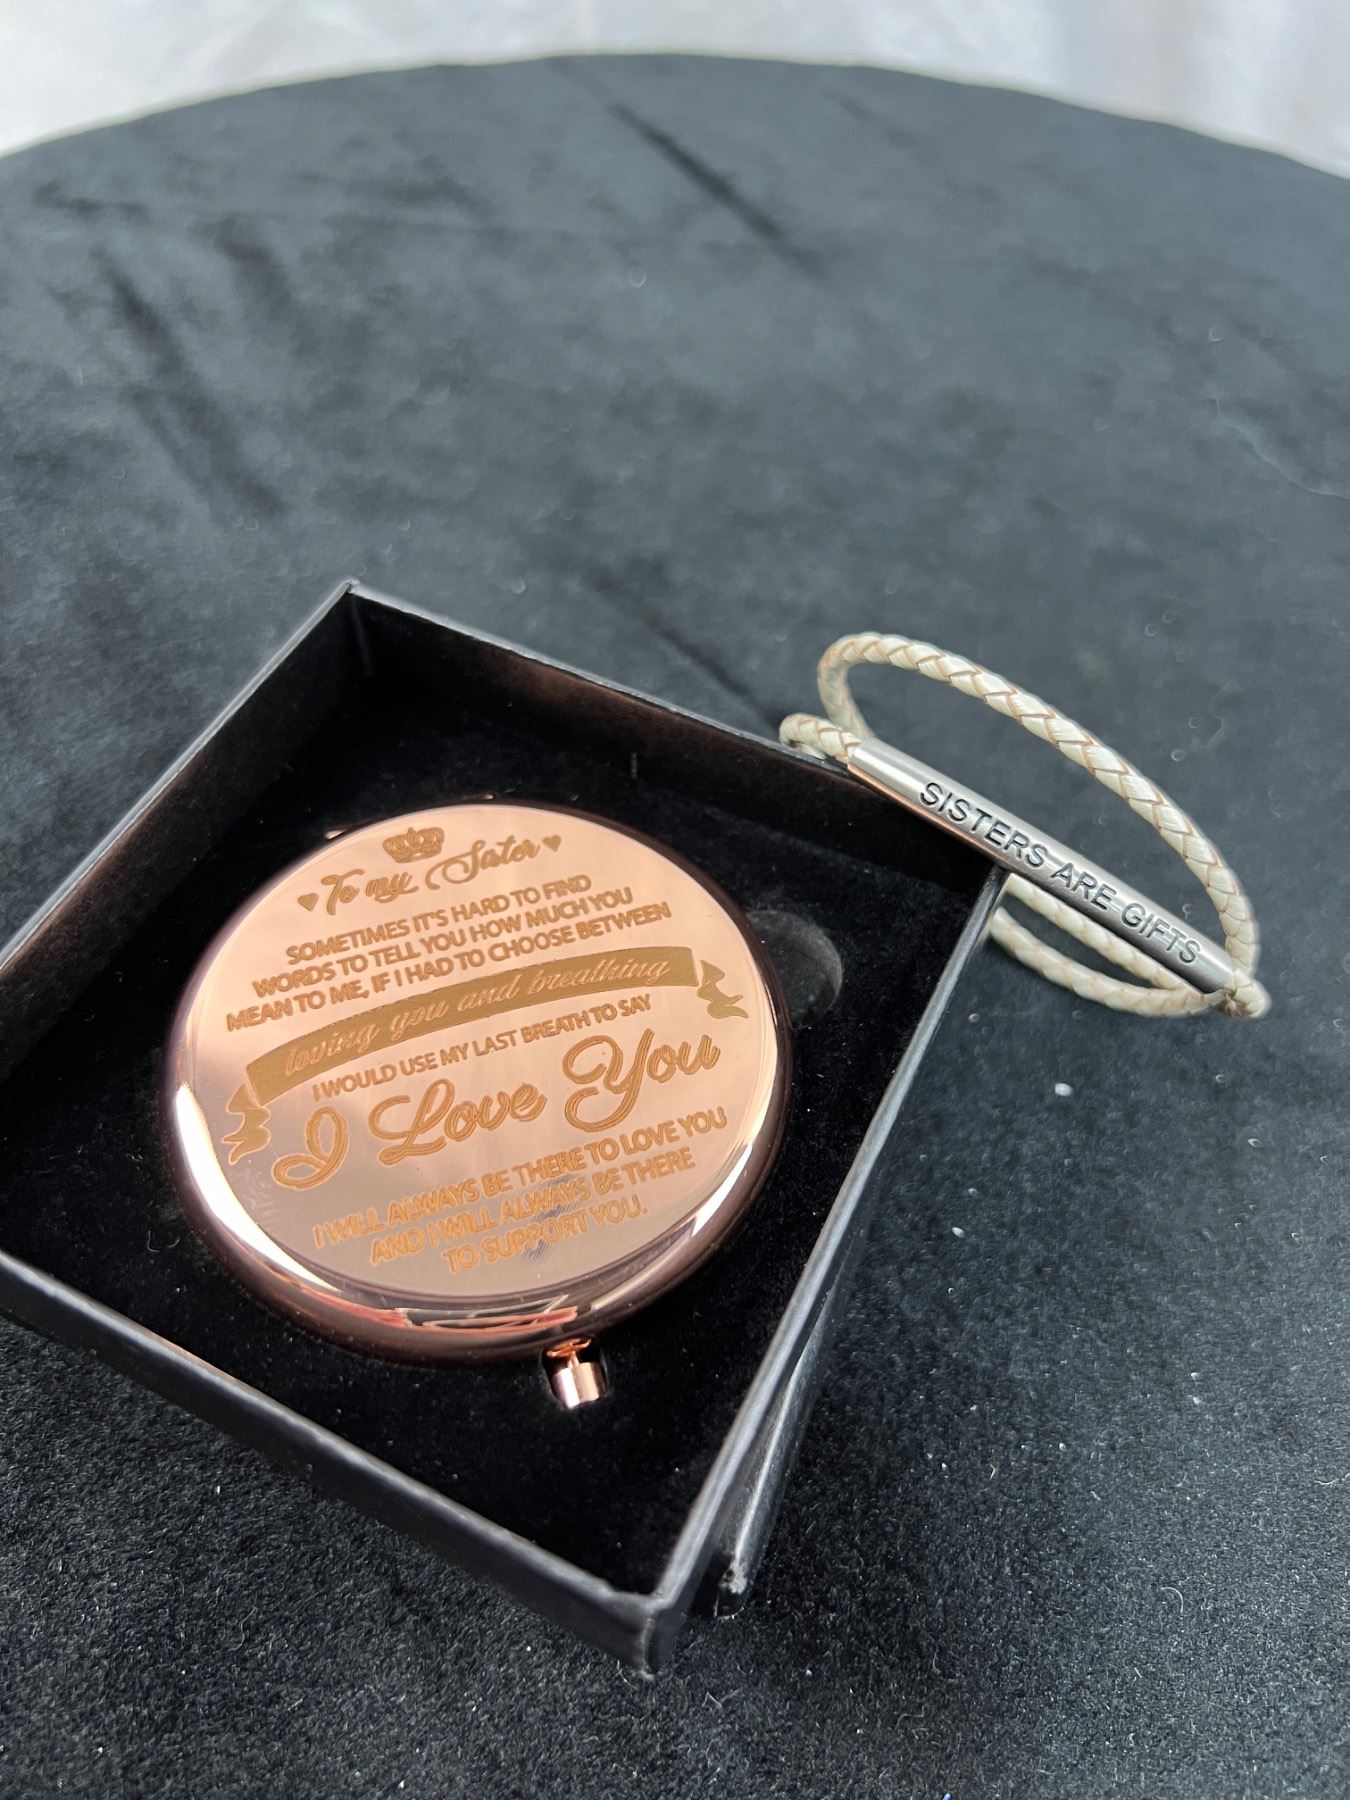 To my Sister
SOMETIMES IT'S HARD TO FIND
WORDS TO TELL YOU HOW MUCH YOU
MEAN TO ME, IF I HAD TO CHOOSE BETWEEN
loving you and breathing
I WOULD USE MY LAST BREATH TO SAY
I Love You
I WILL ALWAYS BE THERE TO LOVE YOU
AND I WILL ALWAYS BE THERE
TO SUPPORT YOU.
SISTERS ARE GIFTS